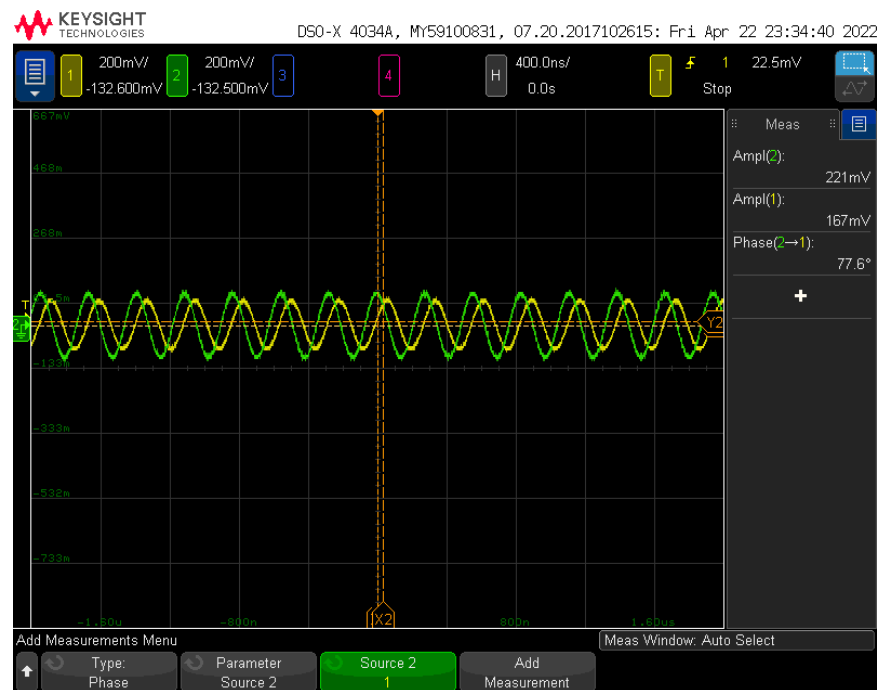 KEYSIGHT
TECHNOLOGIES
DSO-X 4034A, MY59100831, 07.20.2017102615: Fri Apr 22 23:34:40 2022
1 200mV/ 2 200mV/ 3 4 H 400.0ns/ T 1 22.5mV
-132.600mV -132.500mV 0.0s Stop
667mV
Meas
Ampl(2):
468m
221mV
Ampl(1):
167mV
268m
Phase(2→1):
77.6°
+
T
Y2
-133m
-333m
-532m
-733m
X2
-1.60u -800n 800n 1.60us
Add Measurements Menu
Meas Window: Auto Select
Type: Parameter Source 2 Add
Phase Source 2 1 Measurement